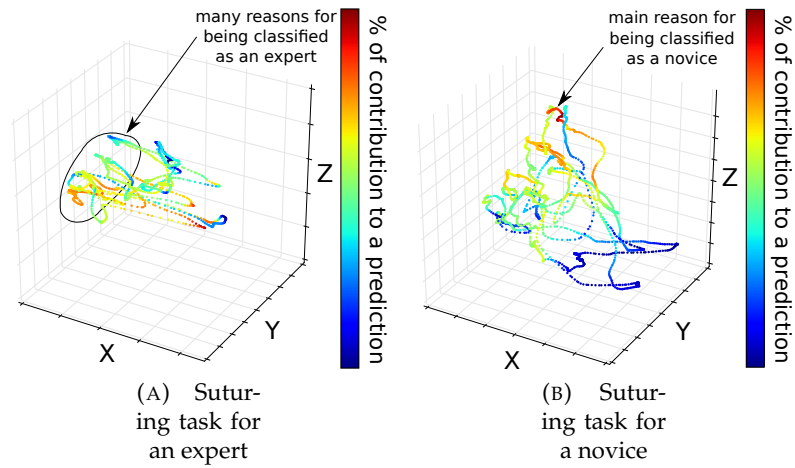 many reasons for
being classified
as an expert
Z
Y
X
% of contribution to a prediction
(A) Sutur-
ing task for
an expert
main reason for
being classified
as a novice
Z
Y
X
% of contribution to a prediction
(B) Sutur-
ing task for
a novice